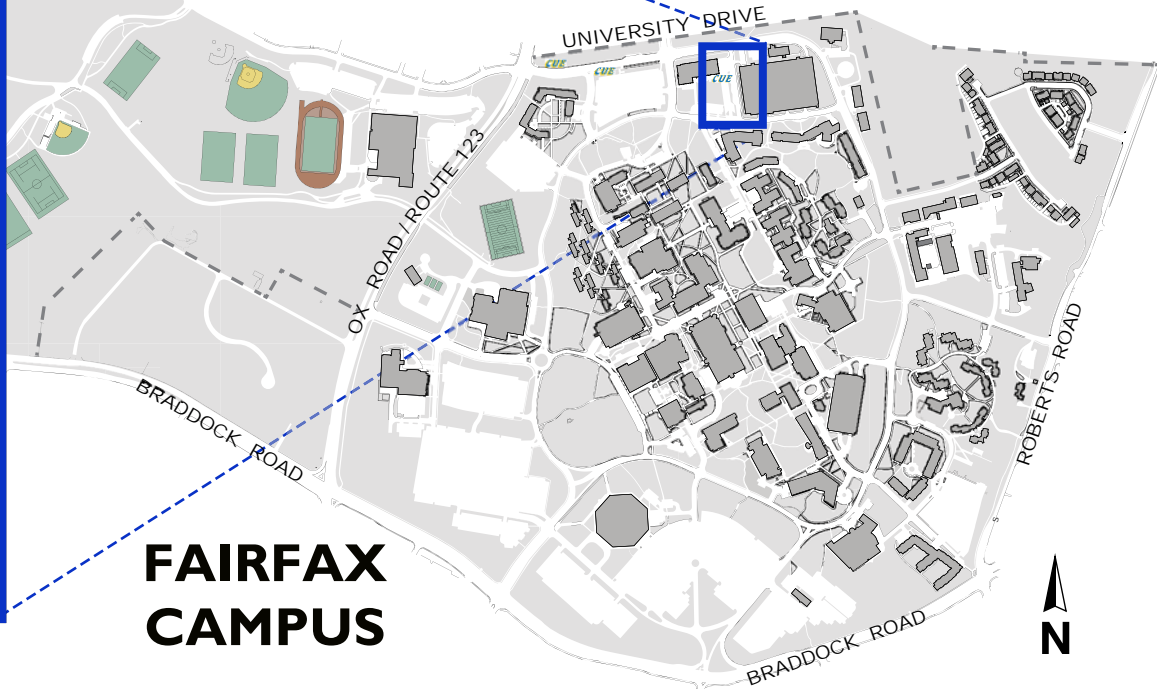 UNIVERSITY DRIVE
CUE
CUE
CUE
OX ROAD / ROUTE 123
ROBERTS ROAD
BRADDOCK ROAD
FAIRFAX
CAMPUS
BRADDOCK ROAD
N